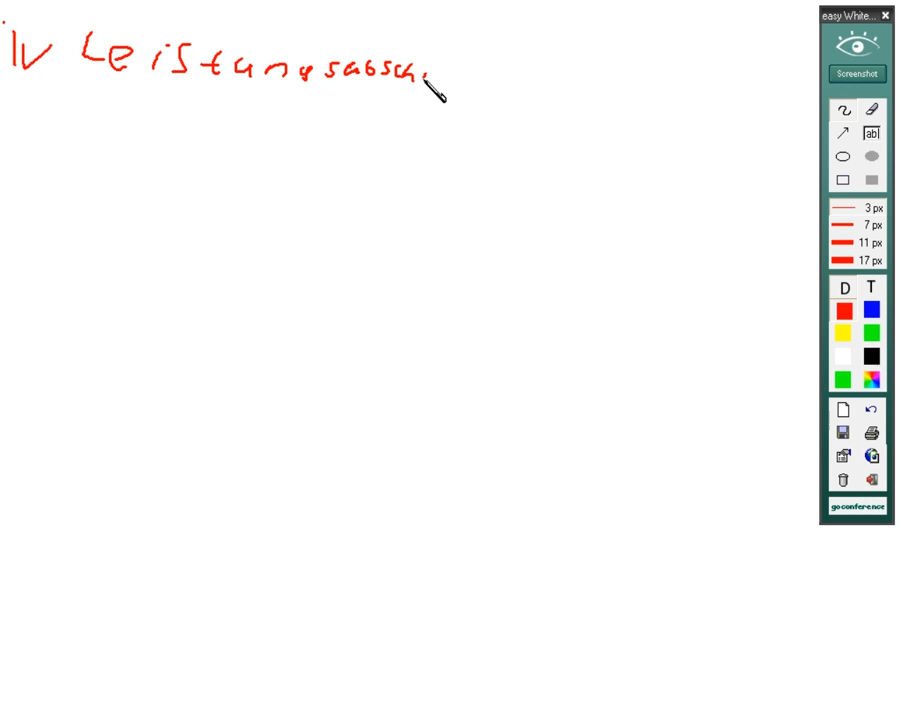 IV Leistungsabsch
easy White...
Screenshot
ab
3 px
7 px
11 px
17 px
D T
goconference